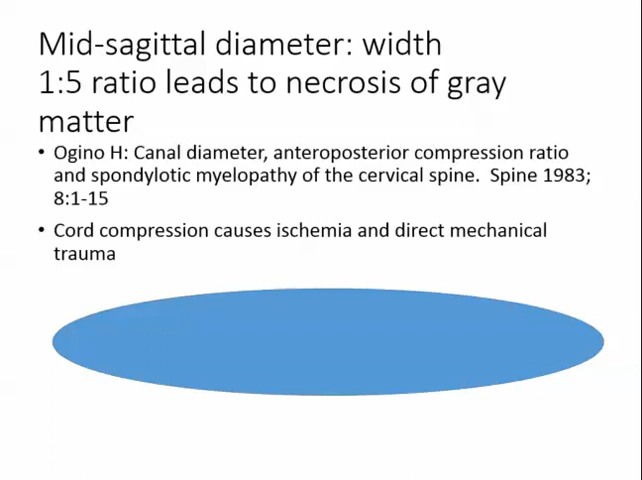 Mid-sagittal diameter: width
1:5 ratio leads to necrosis of gray
matter
• Ogino H: Canal diameter, anteroposterior compression ratio
and spondylotic myelopathy of the cervical spine. Spine 1983;
8:1-15
• Cord compression causes ischemia and direct mechanical
trauma